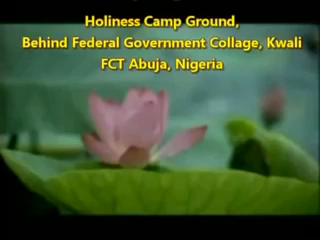 Holiness Camp Ground,
Behind Federal Government Collage, Kwali
FCT Abuja, Nigeria